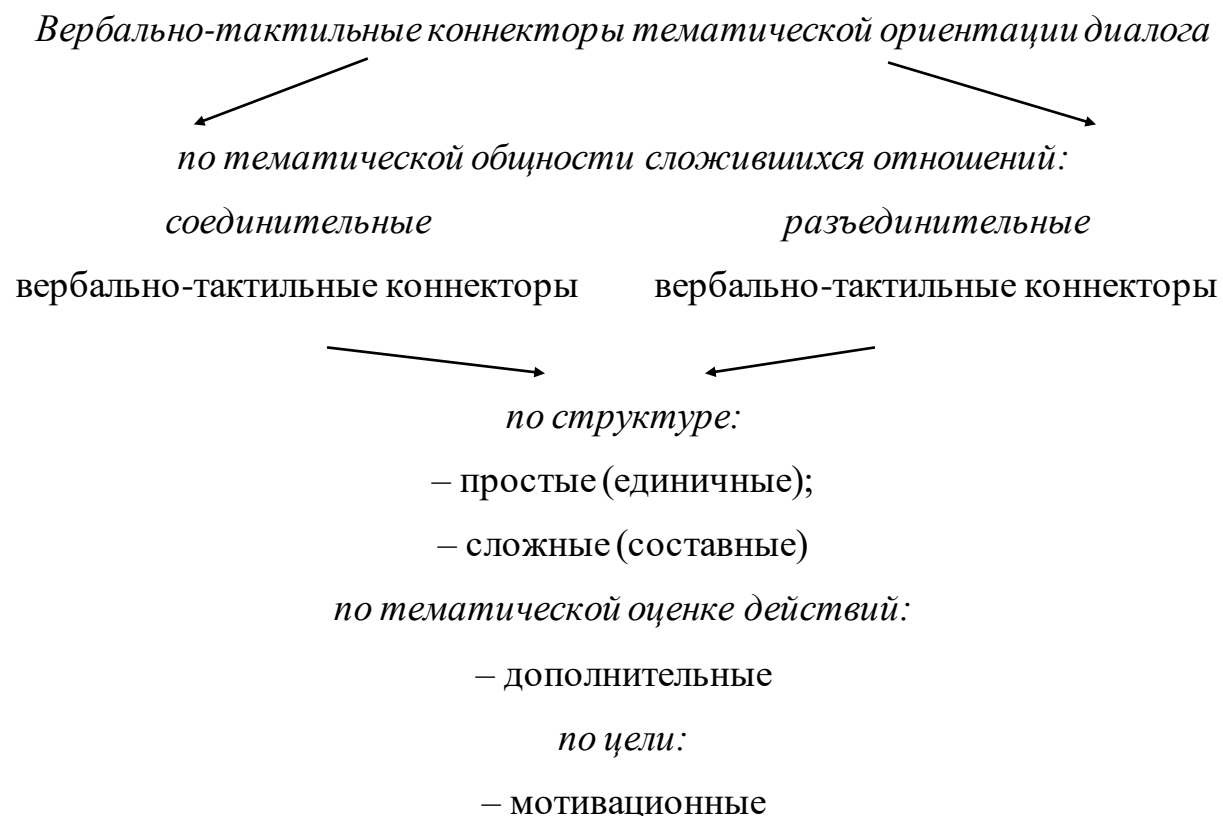 Вербально-тактильные коннекторы тематической ориентации диалога
по тематической общности сложившихся отношений:
соединительные разъединительные
вербально-тактильные коннекторы вербально-тактильные коннекторы
по структуре:
– простые (единичные);
– сложные (составные)
по тематической оценке действий:
– дополнительные
по цели:
– мотивационные